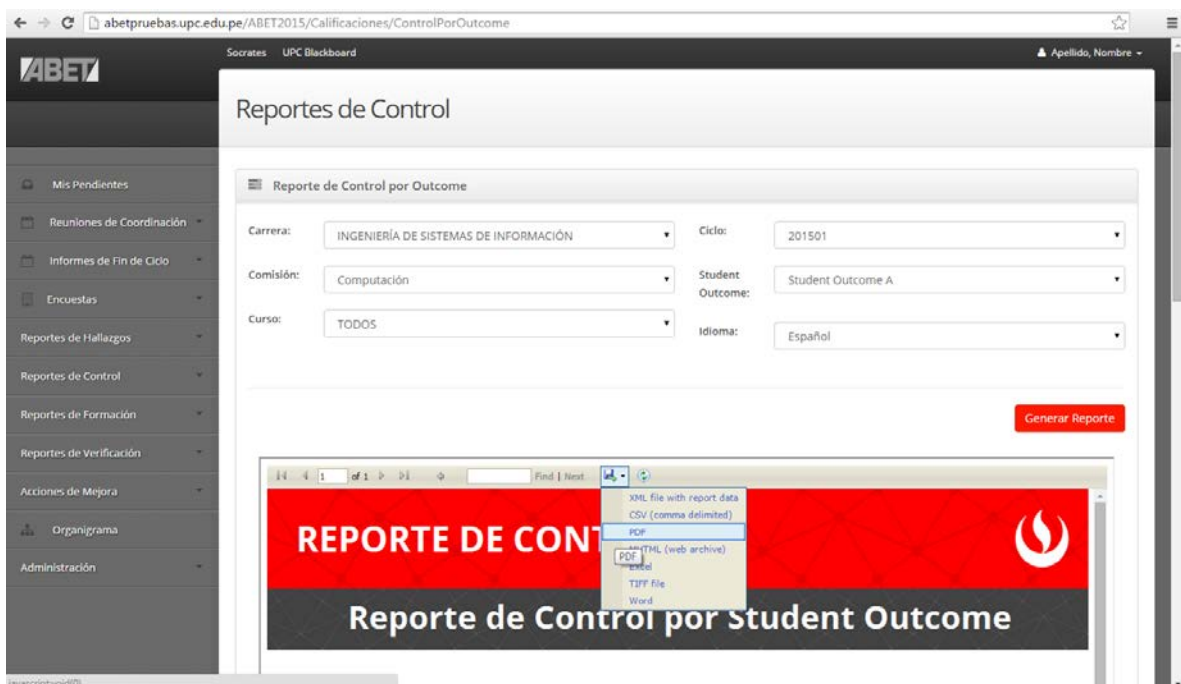 abetpruebas.upc.edu.pe/ABET2015/Calificaciones/ControlPorOutcome
ABET
Socrates UPC Blackboard
Apellido, Nombre
Reportes de Control
Mis Pendientes
Reuniones de Coordinación
Informes de Fin de Ciclo
Encuestas
Reportes de Hallazgos
Reportes de Control
Reportes de Formación
Reportes de Verificación
Acciones de Mejora
Organigrama
Administración
Reporte de Control por Outcome
Carrera: INGENIERÍA DE SISTEMAS DE INFORMACIÓN
Ciclo: 201501
Comisión: Computación
Student Outcome: Student Outcome A
Curso: TODOS
Idioma: Español
Generar Reporte
1 of 1 Find | Next
XML file with report data
CSV (comma delimited)
PDF
MHTML (web archive)
PDF
Excel
TIFF file
Word
REPORTE DE CONT
Reporte de Control por Student Outcome